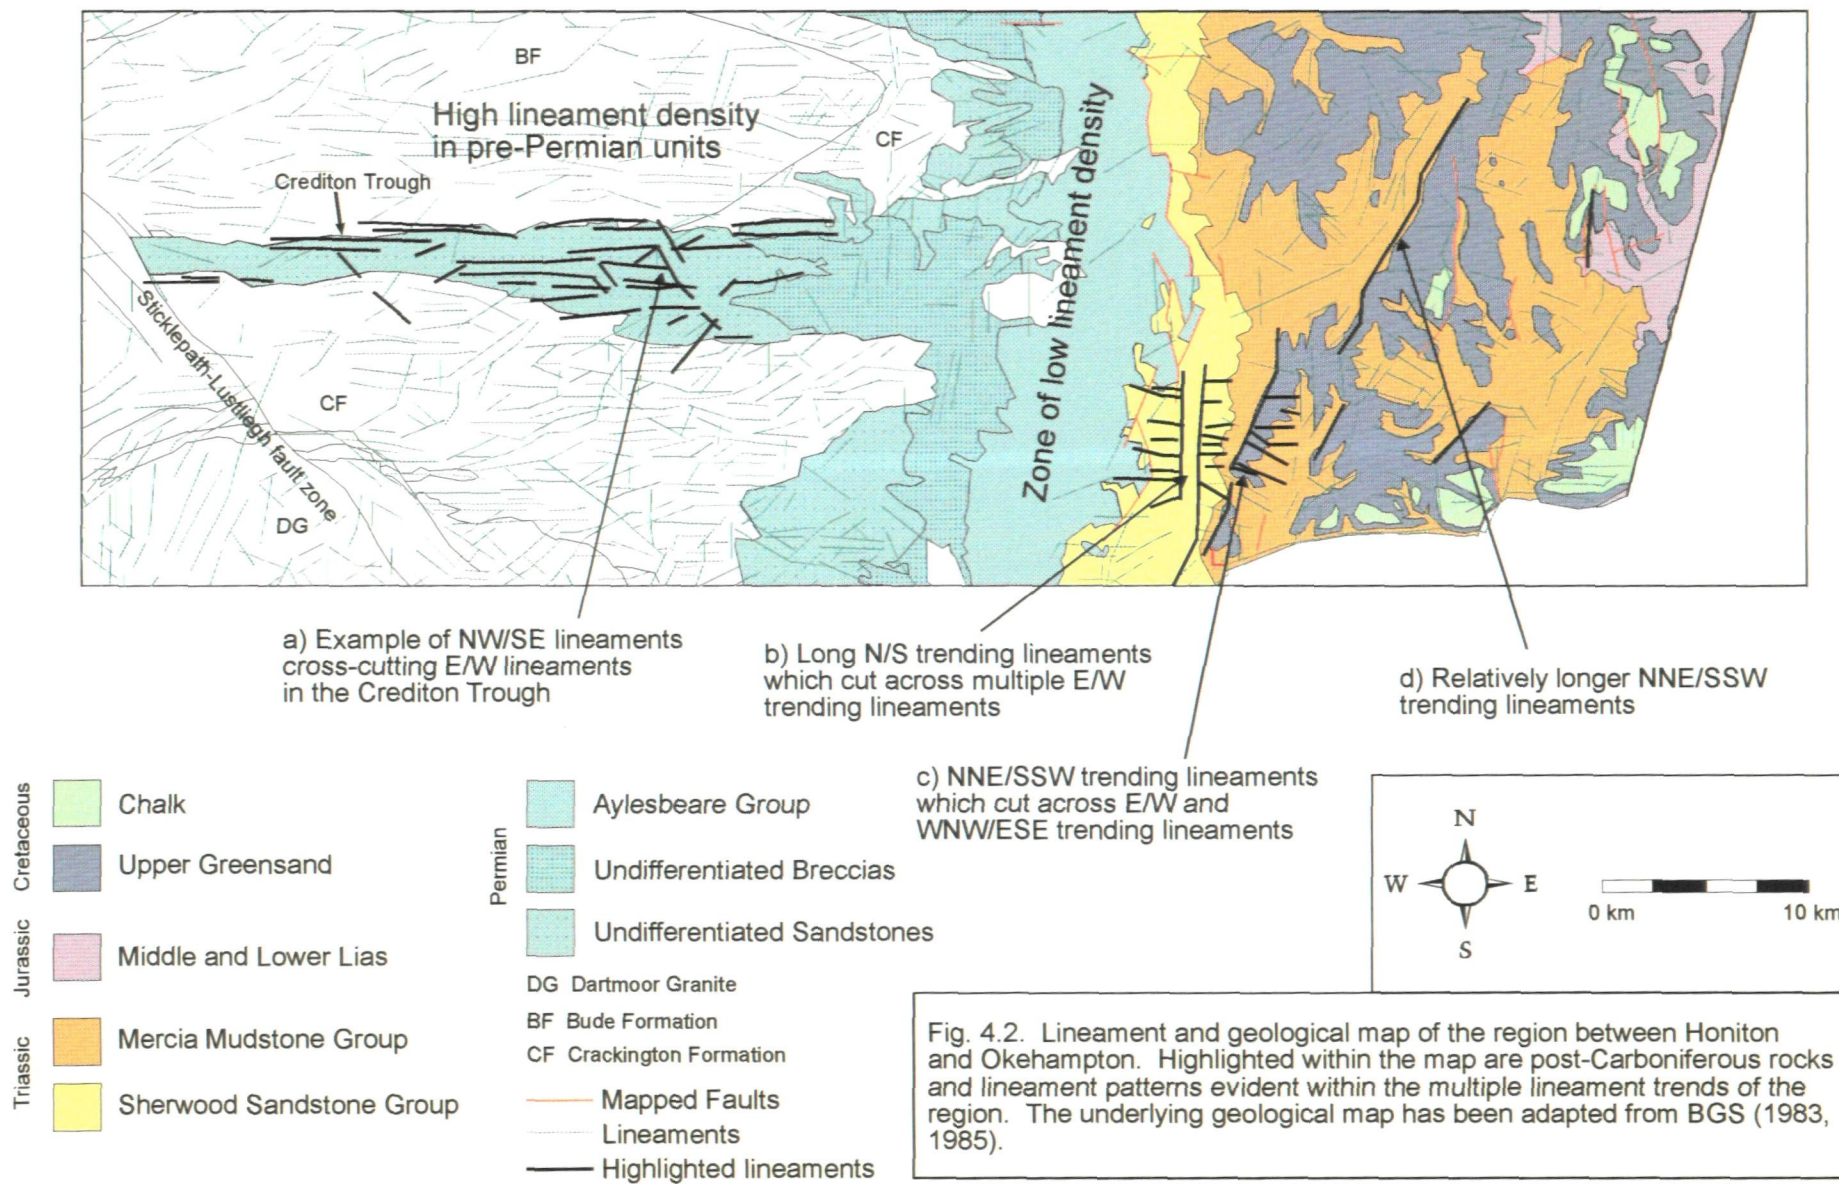 BF
High lineament density
in pre-Permian units
CF
Crediton Trough
Zone of low lineament density
Sticklepath-Lustliegh fault zone
CF
DG
a) Example of NW/SE lineaments
cross-cutting E/W lineaments
in the Crediton Trough
b) Long N/S trending lineaments
which cut across multiple E/W
trending lineaments
c) NNE/SSW trending lineaments
which cut across E/W and
WNW/ESE trending lineaments
d) Relatively longer NNE/SSW
trending lineaments
Cretaceous
Chalk
Upper Greensand
Jurassic
Middle and Lower Lias
Triassic
Mercia Mudstone Group
Sherwood Sandstone Group
Permian
Aylesbeare Group
Undifferentiated Breccias
Undifferentiated Sandstones
DG Dartmoor Granite
BF Bude Formation
CF Crackington Formation
Mapped Faults
Lineaments
Highlighted lineaments
N
W E
S
0 km 10 km
Fig. 4.2. Lineament and geological map of the region between Honiton
and Okehampton. Highlighted within the map are post-Carboniferous rocks
and lineament patterns evident within the multiple lineament trends of the
region. The underlying geological map has been adapted from BGS (1983,
1985).